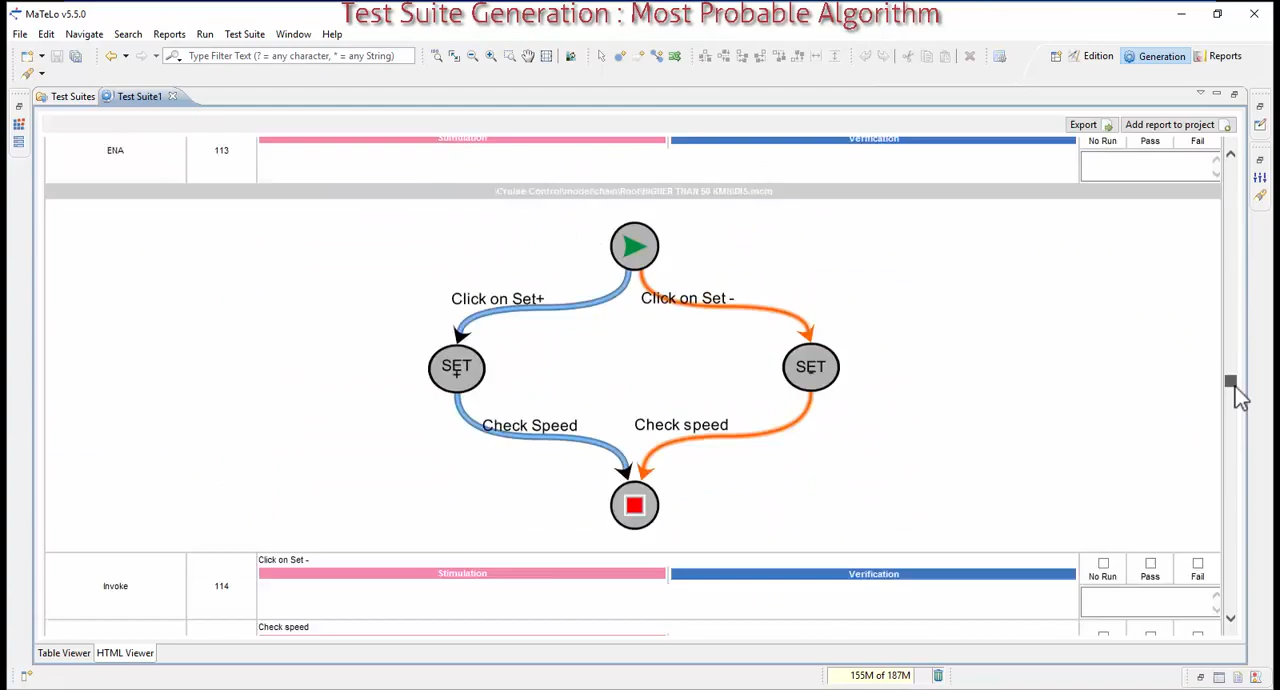 Test Suite Generation : Most Probable Algorithm
MaTeLo v5.5.0
File Edit Navigate Search Reports Run Test Suite Window Help
Type Filter Text (? = any character, * = any String)
Edition Generation Reports
Test Suites Test Suite1
Export Add report to project
ENA 113 Stimulation Verification No Run Pass Fail
Click on Set+ Click on Set -
SET + SET -
Check Speed Check speed
Click on Set -
Invoke 114 Stimulation Verification No Run Pass Fail
Check speed
Table Viewer HTML Viewer
155M of 187M